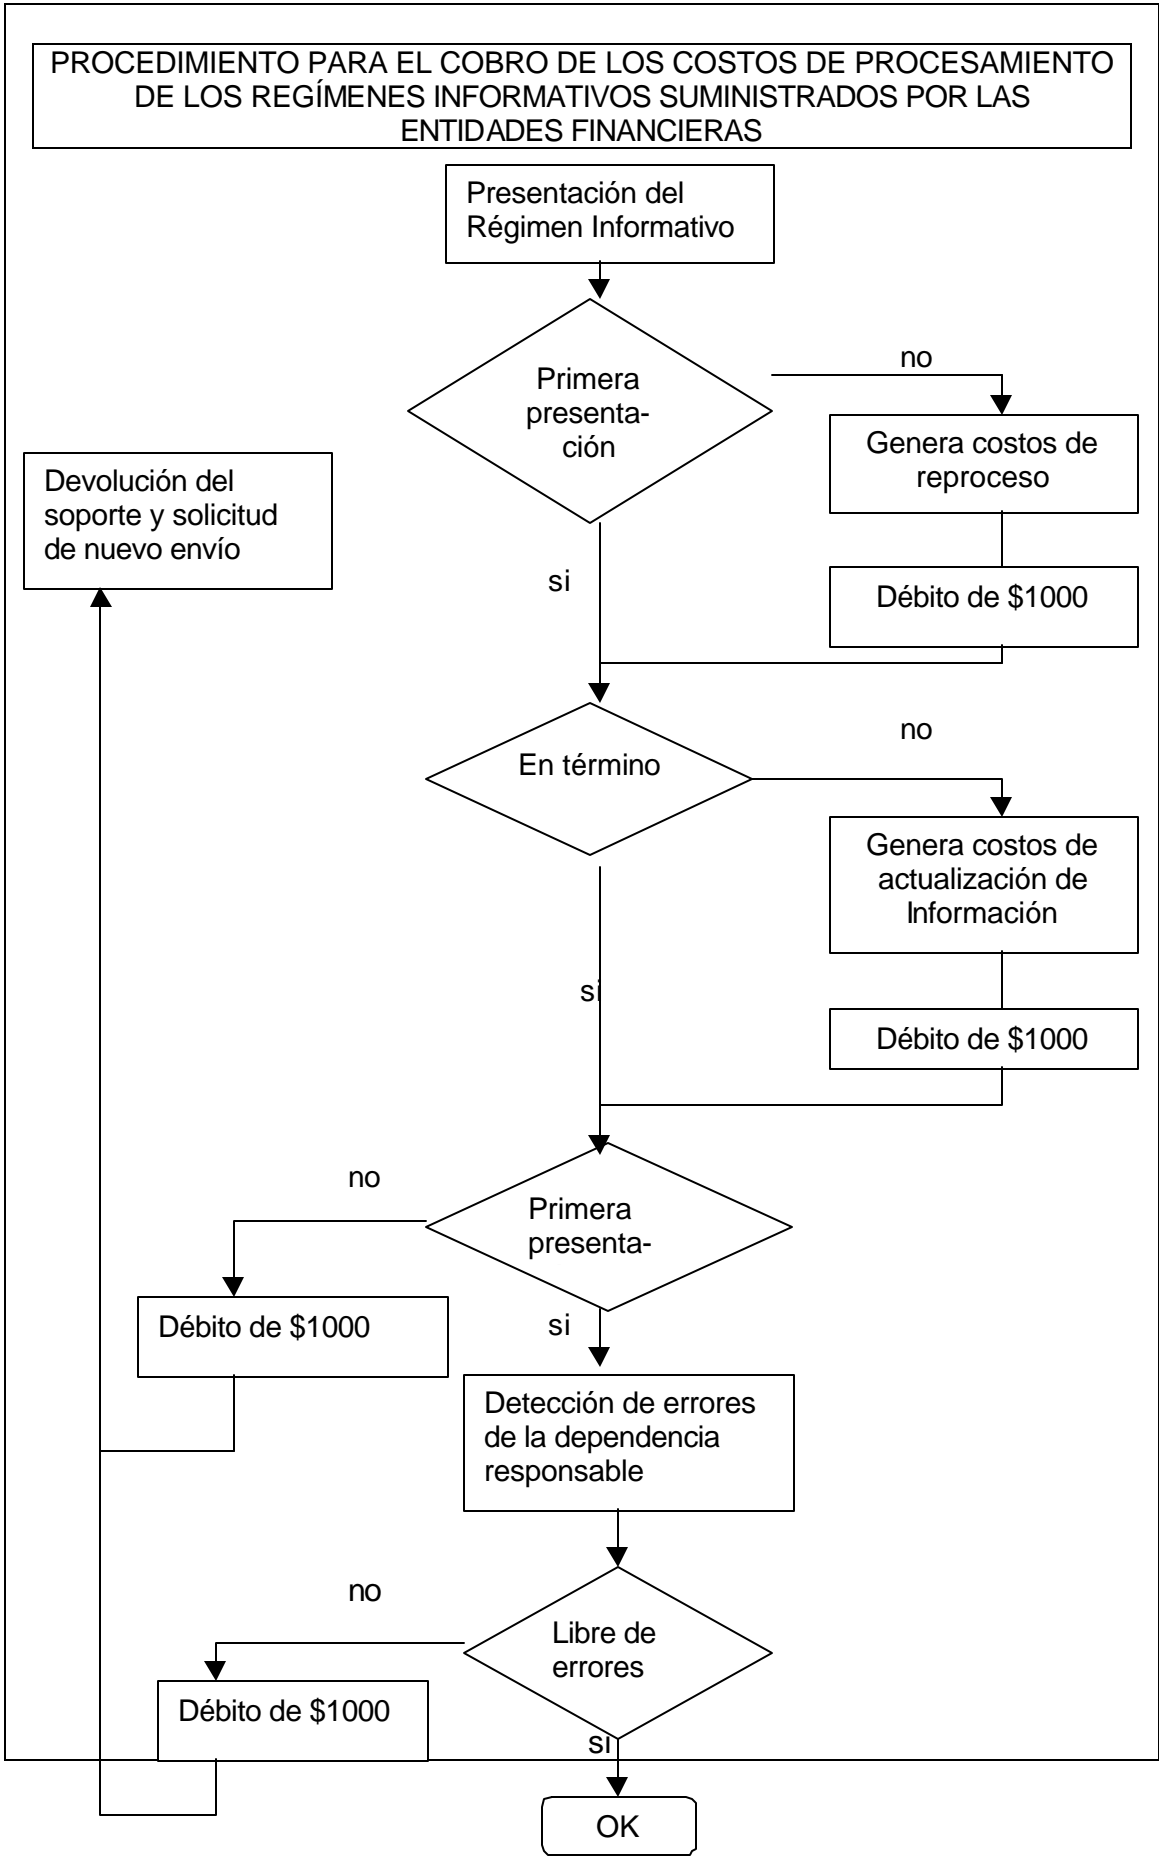 PROCEDIMIENTO PARA EL COBRO DE LOS COSTOS DE PROCESAMIENTO
DE LOS REGÍMENES INFORMATIVOS SUMINISTRADOS POR LAS
ENTIDADES FINANCIERAS
Presentación del
Régimen Informativo
Primera
presenta-
ción
no
Genera costos de
reproceso
Devolución del
soporte y solicitud
de nuevo envío
si
Débito de $1000
En término
no
Genera costos de
actualización de
Información
si
Débito de $1000
no
Primera
presenta-
Débito de $1000
si
Detección de errores
de la dependencia
responsable
no
Libre de
errores
Débito de $1000
si
OK